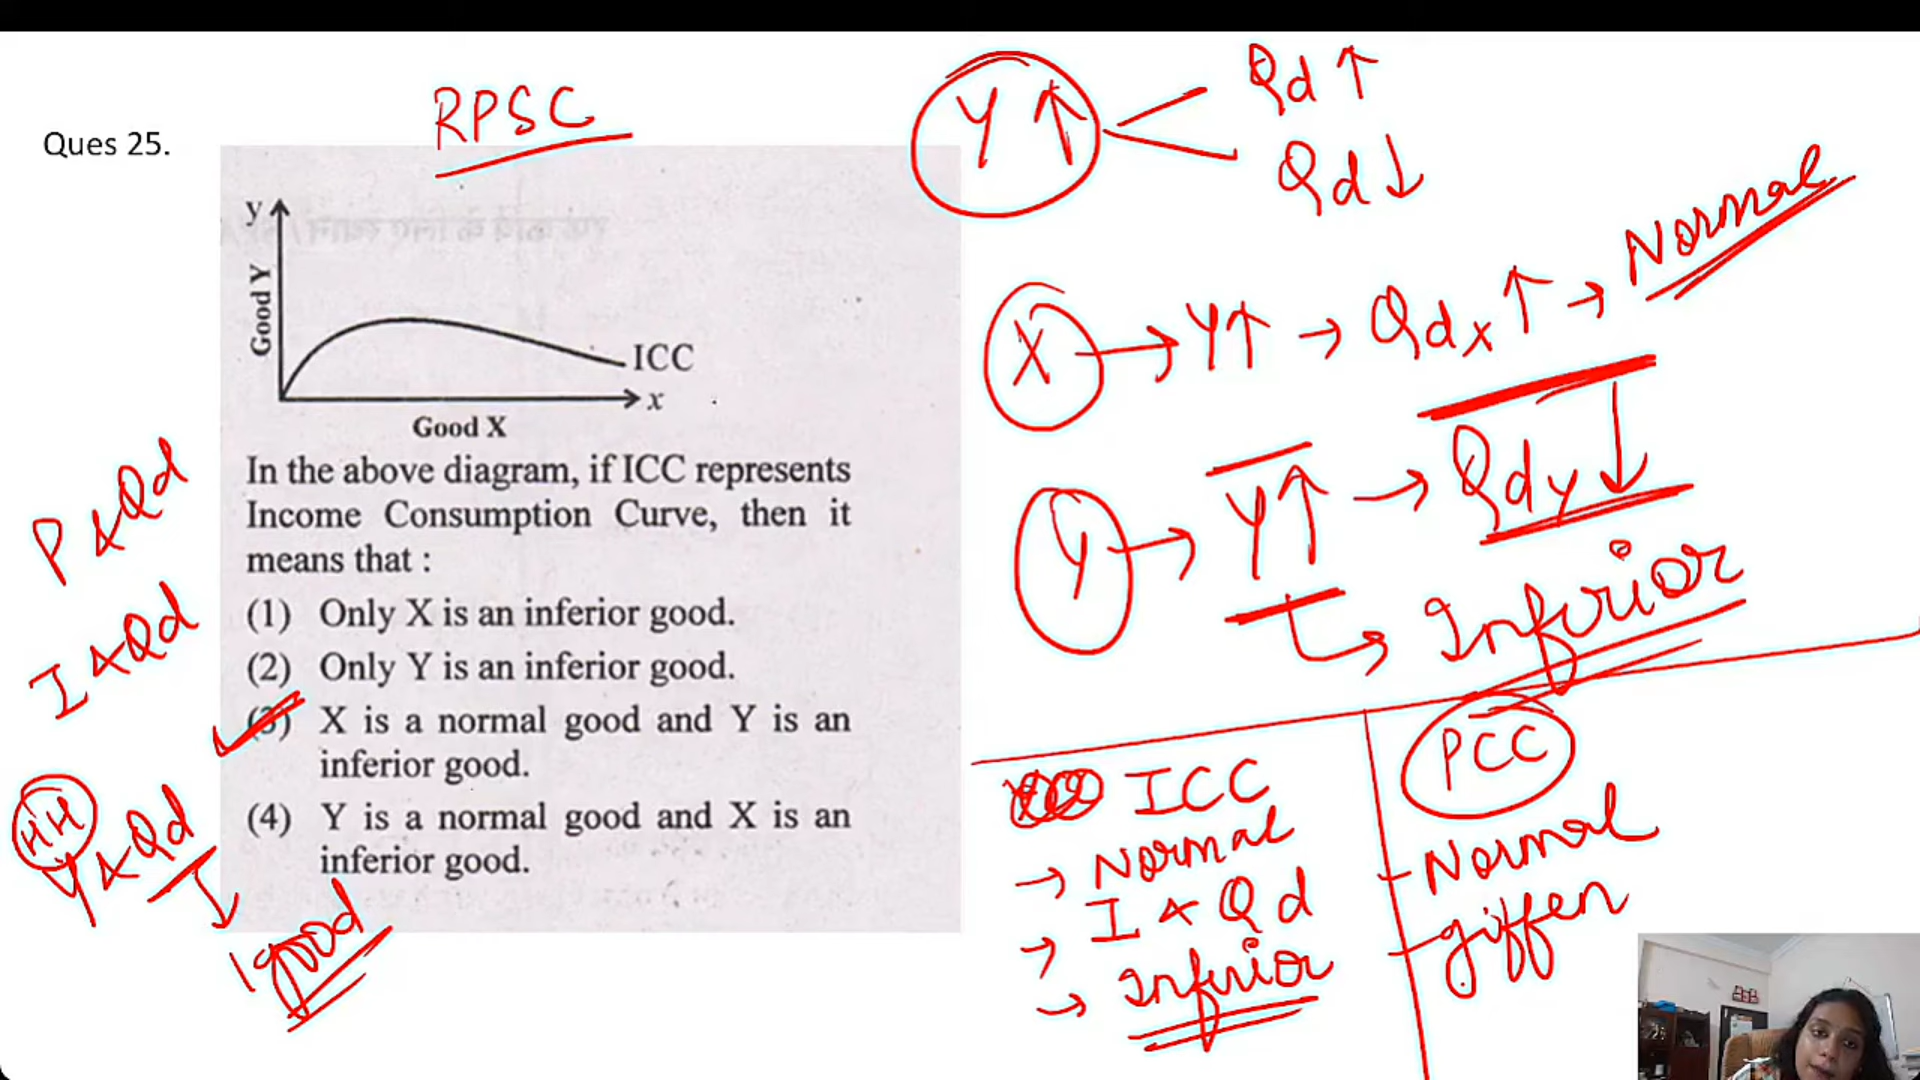 RPSC
Ques 25.
y
Good Y
ICC
x
Good X
In the above diagram, if ICC represents
Income Consumption Curve, then it
means that :
(1) Only X is an inferior good.
(2) Only Y is an inferior good.
(3) X is a normal good and Y is an
inferior good.
(4) Y is a normal good and X is an
inferior good.
P & Qd
I & Qd
HH
Y & Qd
↓
1 good
Y ↑
Qd ↑
Qd ↓
X → Y↑ → Qdx ↑ → Normal
Y → Y↑ → Qdy ↓
→ Inferior
ICC
→ Normal
I & Qd
→
→ Inferior
PCC
- Normal
- giffen